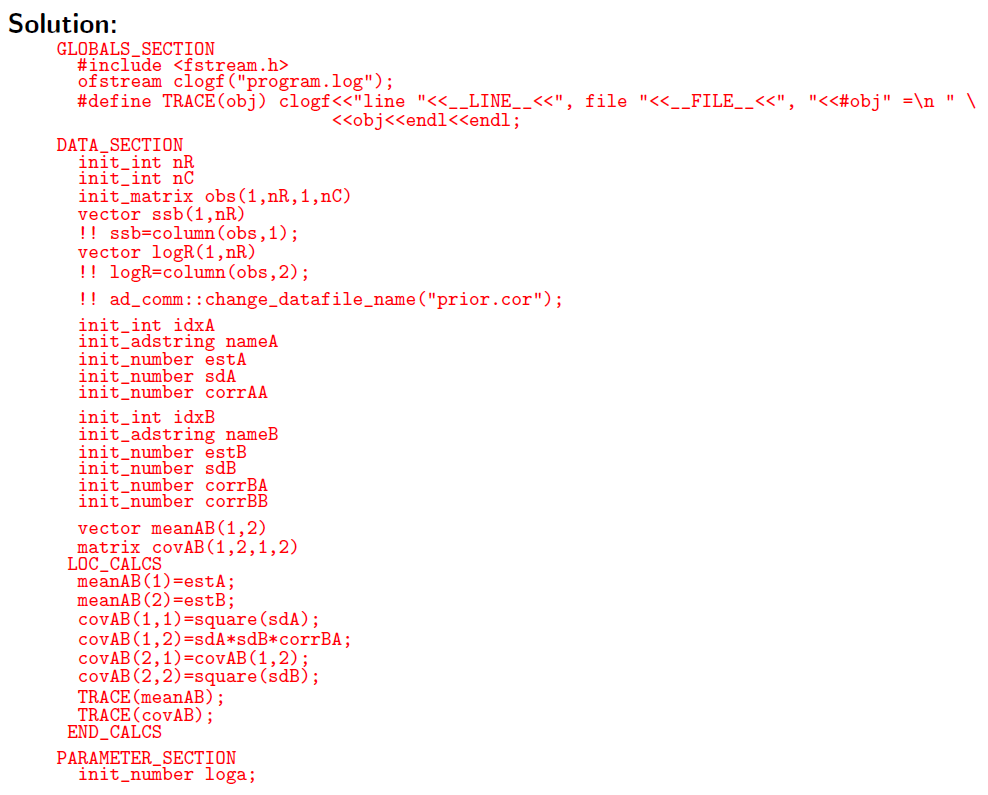 Solution:
GLOBALS_SECTION
#include <fstream.h>
ofstream clogf("program.log");
#define TRACE(obj) clogf<<"line "<<__LINE__<<", file "<<__FILE__<<", "<<#obj" =\n " \
<<obj<<endl<<endl;
DATA_SECTION
init_int nR
init_int nC
init_matrix obs(1,nR,1,nC)
vector ssb(1,nR)
!! ssb=column(obs,1);
vector logR(1,nR)
!! logR=column(obs,2);
!! ad_comm::change_datafile_name("prior.cor");
init_int idxA
init_adstring nameA
init_number estA
init_number sdA
init_number corrAA
init_int idxB
init_adstring nameB
init_number estB
init_number sdB
init_number corrBA
init_number corrBB
vector meanAB(1,2)
matrix covAB(1,2,1,2)
LOC_CALCS
meanAB(1)=estA;
meanAB(2)=estB;
covAB(1,1)=square(sdA);
covAB(1,2)=sdA*sdB*corrBA;
covAB(2,1)=covAB(1,2);
covAB(2,2)=square(sdB);
TRACE(meanAB);
TRACE(covAB);
END_CALCS
PARAMETER_SECTION
init_number loga;